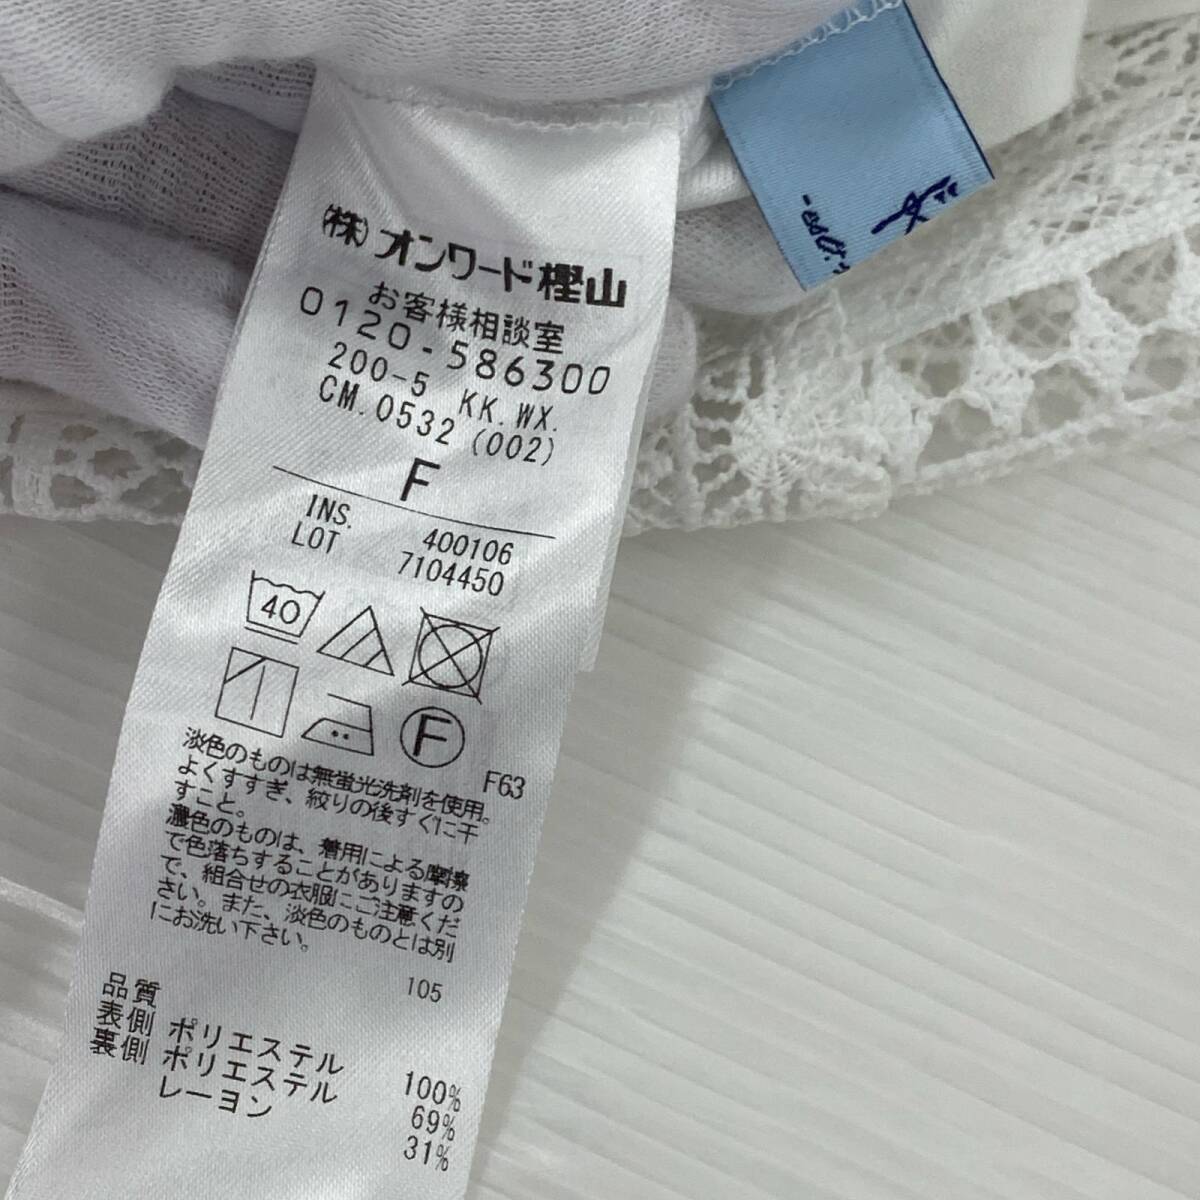 ㈱オンワード樫山
お客様相談室
0120-586300
200-5 KK.WX.
CM.0532 (002)
F
INS. 400106
LOT 7104450
40
F
F63
淡色のものは無蛍光洗剤を使用。
よくすすぎ、絞りの後すぐに干
すこと。
濃色のものは、着用による摩擦
で色落ちすることがありますの
で、組合せの衣服にご注意くだ
さい。また、淡色のものとは別
にお洗い下さい。
105
品質
表側 ポリエステル 100%
裏側 ポリエステル 69%
レーヨン 31%